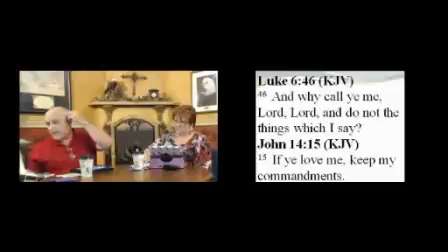 Luke 6:46 (KJV)
46 And why call ye me,
Lord, Lord, and do not the
things which I say?
John 14:15 (KJV)
15 If ye love me, keep my
commandments.